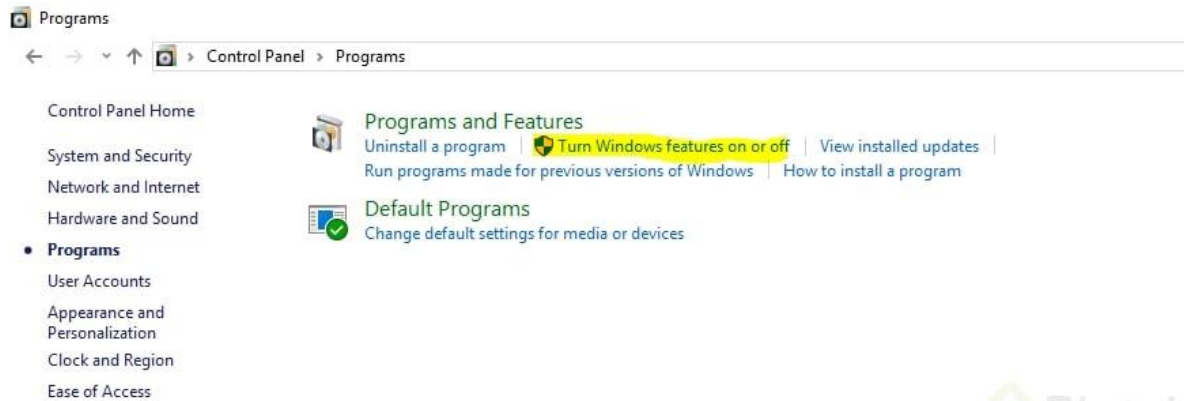 Programs
Control Panel > Programs
Control Panel Home
System and Security
Network and Internet
Hardware and Sound
Programs
User Accounts
Appearance and
Personalization
Clock and Region
Ease of Access
Programs and Features
Uninstall a program | Turn Windows features on or off | View installed updates |
Run programs made for previous versions of Windows | How to install a program
Default Programs
Change default settings for media or devices